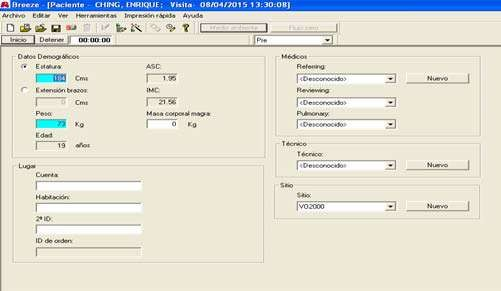 Breeze - [Paciente - CHING, ENRIQUE; Visita- 08/04/2015 13:30:08]
Archivo Editar Ver Herramientas Impresión rápida Ayuda
Medio ambiente Flujo cero
Inicio Detener 00:00:00 Pre
Datos Demográficos
Estatura: ASC:
184 Cms 1.95
Extensión brazos: IMC:
0 Cms 21.56
Peso: Masa corporal magra:
73 Kg 0 Kg
Edad:
19 años
Lugar
Cuenta:
Habitación:
2ª ID:
ID de orden:
Médicos
Referring:
<Desconocido> Nuevo
Reviewing:
<Desconocido>
Pulmonary:
<Desconocido>
Técnico
Técnico:
<Desconocido> Nuevo
Sitio
Sitio:
VO2000 Nuevo